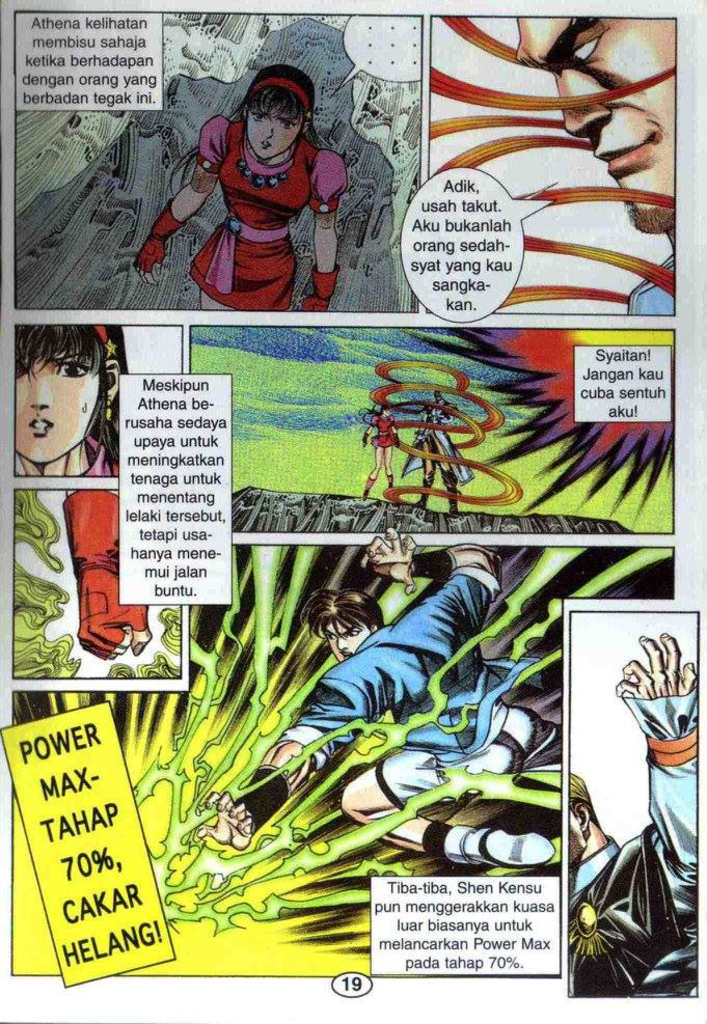 Athena kelihatan
membisu sahaja
ketika berhadapan
dengan orang yang
berbadan tegak ini.
. . . .
. . . .
. . . .
Adik,
usah takut.
Aku bukanlah
orang sedah-
syat yang kau
sangka-
kan.
Meskipun
Athena be-
rusaha sedaya
upaya untuk
meningkatkan
tenaga untuk
menentang
lelaki tersebut,
tetapi usa-
hanya mene-
mui jalan
buntu.
Syaitan!
Jangan kau
cuba sentuh
aku!
POWER
MAX-
TAHAP
70%,
CAKAR
HELANG!
Tiba-tiba, Shen Kensu
pun menggerakkan kuasa
luar biasanya untuk
melancarkan Power Max
pada tahap 70%.
19